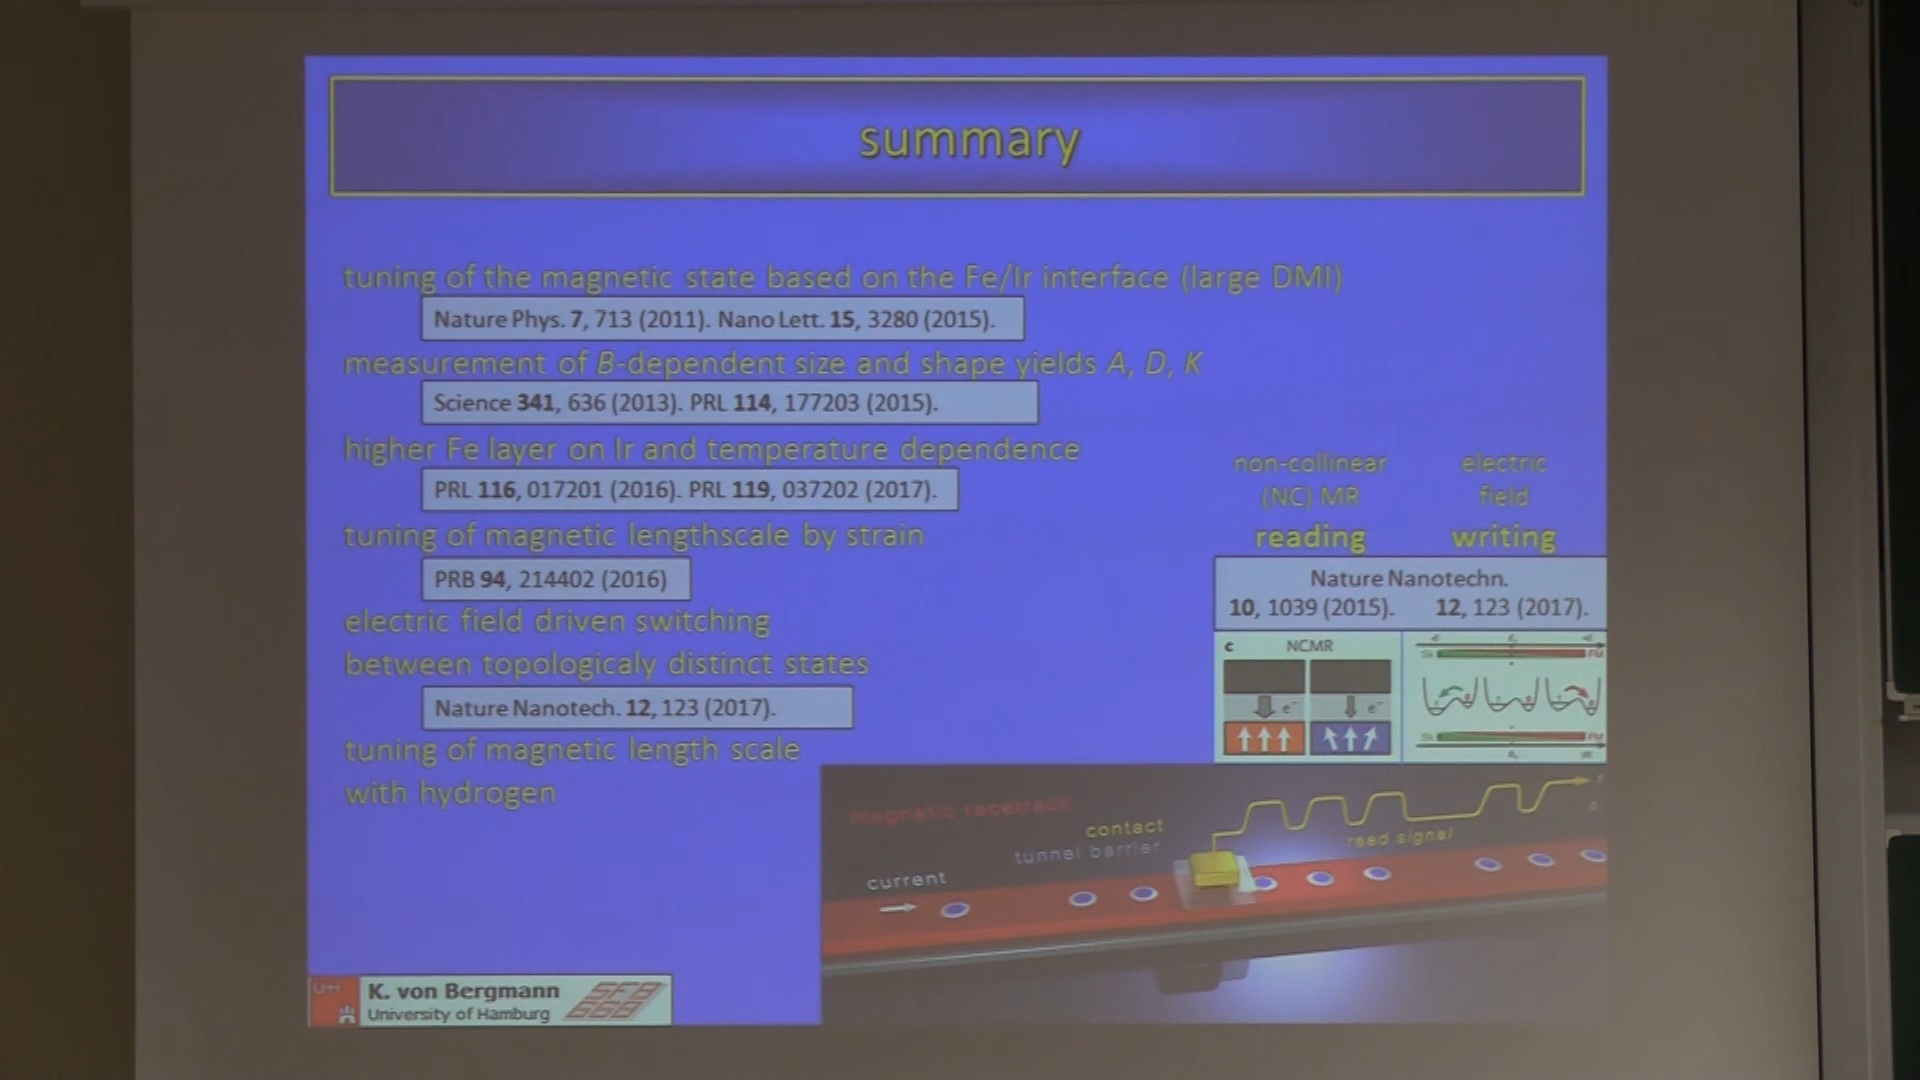 summary
tuning of the magnetic state based on the Fe/Ir interface (large DMI)
Nature Phys. 7, 713 (2011). Nano Lett. 15, 3280 (2015).
measurement of B-dependent size and shape yields A, D, K
Science 341, 636 (2013). PRL 114, 177203 (2015).
higher Fe layer on Ir and temperature dependence
PRL 116, 017201 (2016). PRL 119, 037202 (2017).
tuning of magnetic lengthscale by strain
PRB 94, 214402 (2016)
electric field driven switching
between topologicaly distinct states
Nature Nanotech. 12, 123 (2017).
tuning of magnetic length scale
with hydrogen
non-collinear
(NC) MR
reading
electric
field
writing
Nature Nanotechn.
10, 1039 (2015). 12, 123 (2017).
c NCMR
e⁻ e⁻
magnetic racetrack
contact
tunnel barrier
current
read signal
K. von Bergmann
University of Hamburg
SFB
668